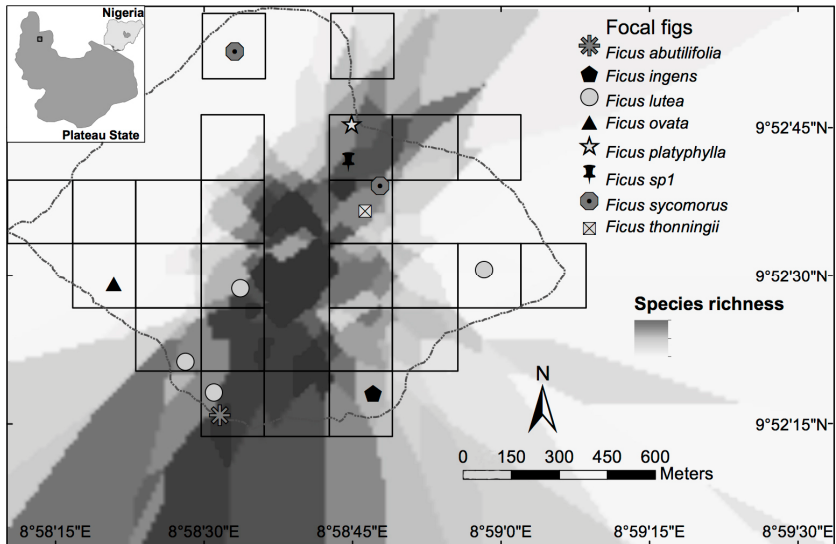 Nigeria
Plateau State
Focal figs
Ficus abutilifolia
Ficus ingens
Ficus lutea
Ficus ovata
Ficus platyphylla
Ficus sp1
Ficus sycomorus
Ficus thonningii
9°52'45"N
9°52'30"N
Species richness
N
9°52'15"N
0 150 300 450 600
Meters
8°58'15"E 8°58'30"E 8°58'45"E 8°59'0"E 8°59'15"E 8°59'30"E